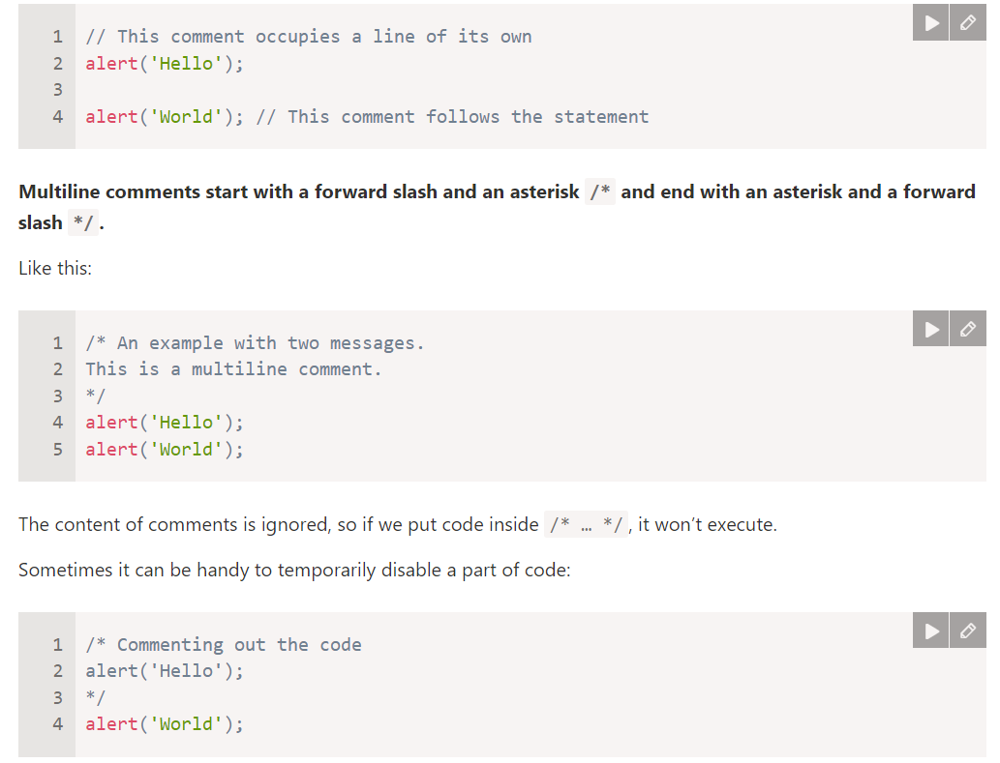 1 // This comment occupies a line of its own
2 alert('Hello');
3
4 alert('World'); // This comment follows the statement
Multiline comments start with a forward slash and an asterisk /* and end with an asterisk and a forward
slash */.
Like this:
1 /* An example with two messages.
2 This is a multiline comment.
3 */
4 alert('Hello');
5 alert('World');
The content of comments is ignored, so if we put code inside /* … */, it won’t execute.
Sometimes it can be handy to temporarily disable a part of code:
1 /* Commenting out the code
2 alert('Hello');
3 */
4 alert('World');